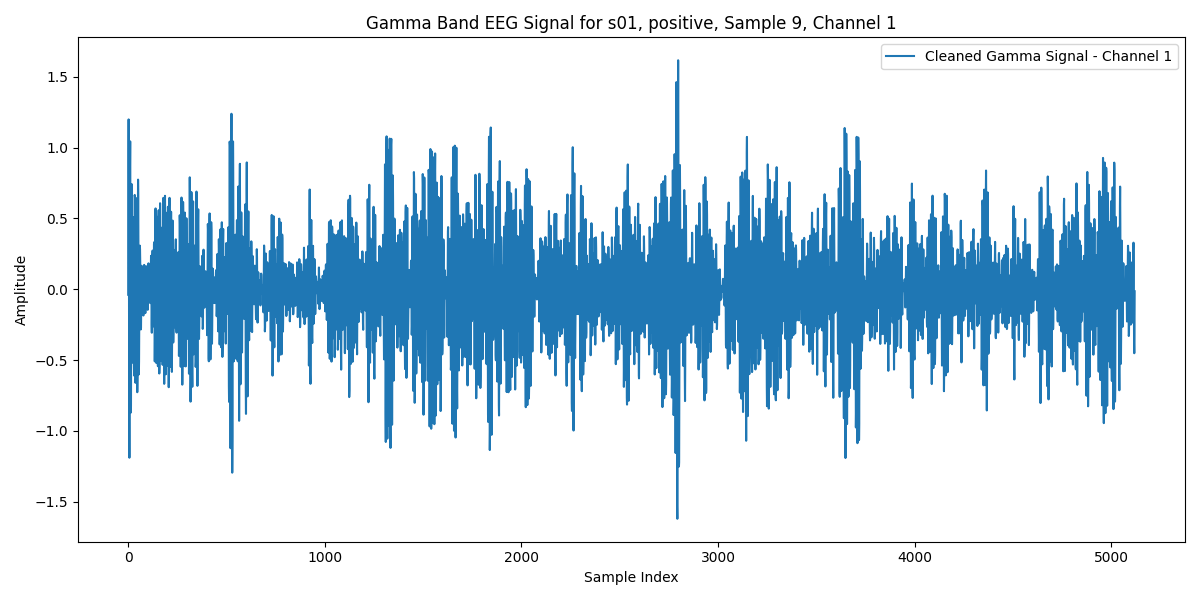 Gamma Band EEG Signal for s01, positive, Sample 9, Channel 1
Cleaned Gamma Signal - Channel 1
1.5
1.0
0.5
0.0
−0.5
−1.0
−1.5
Amplitude
0 1000 2000 3000 4000 5000
Sample Index